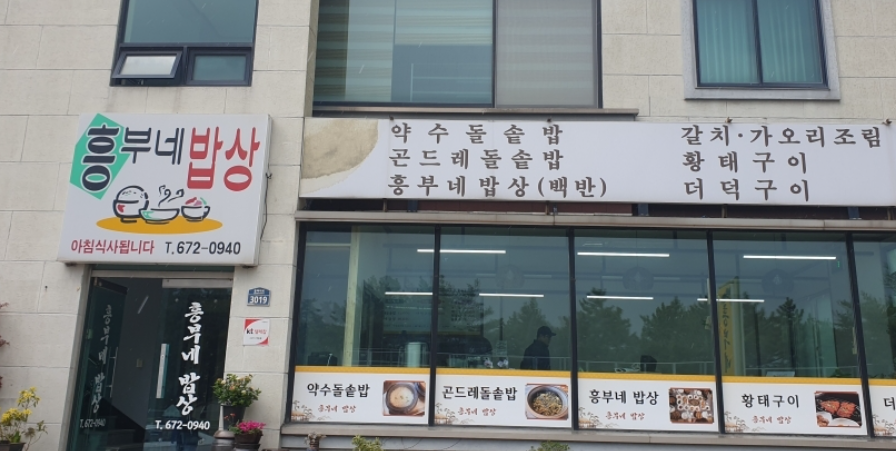 흥부네밥상
아침식사됩니다 T.672-0940
약수돌솥밥
곤드레돌솥밥
흥부네밥상(백반)
갈치·가오리조림
황태구이
더덕구이
3019
kt
흥부네 밥상
T. 672-0940
흥부네 밥상
T. 672-0940
약수돌솥밥
흥부네 밥상
곤드레돌솥밥
흥부네 밥상
흥부네 밥상
흥부네 밥상
황태구이
흥부네 밥상
더